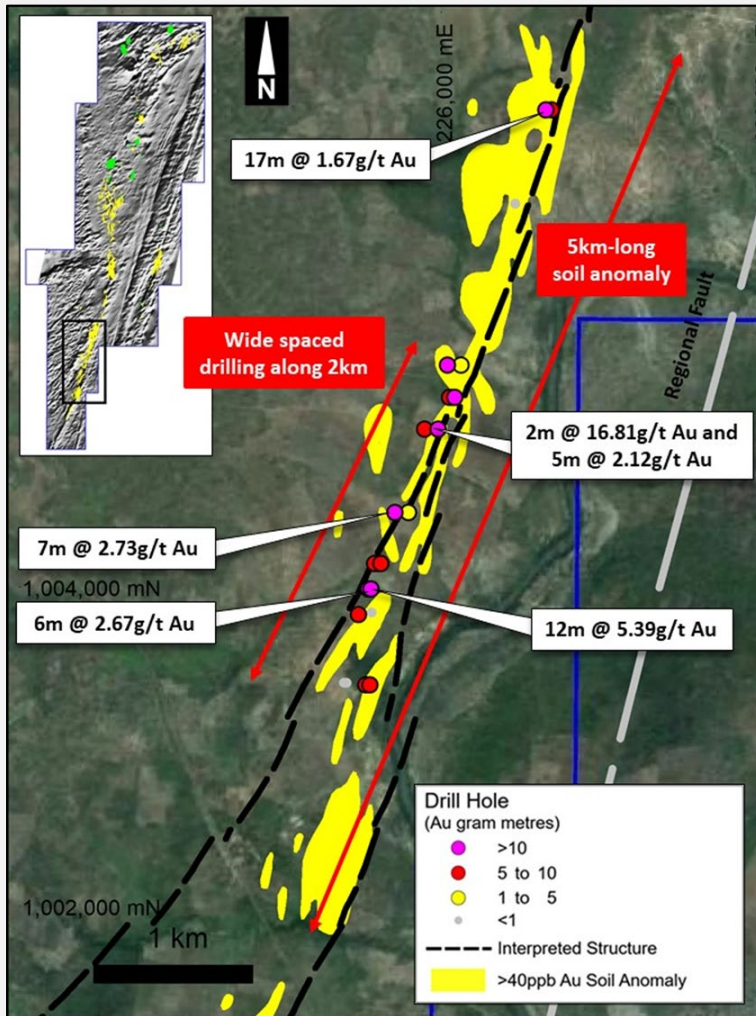 N
226,000 mE
17m @ 1.67g/t Au
5km-long
soil anomaly
Regional Fault
Wide spaced
drilling along 2km
2m @ 16.81g/t Au and
5m @ 2.12g/t Au
7m @ 2.73g/t Au
1,004,000 mN
6m @ 2.67g/t Au
12m @ 5.39g/t Au
1,002,000 mN
1 km
Drill Hole
(Au gram metres)
>10
5 to 10
1 to 5
<1
Interpreted Structure
>40ppb Au Soil Anomaly